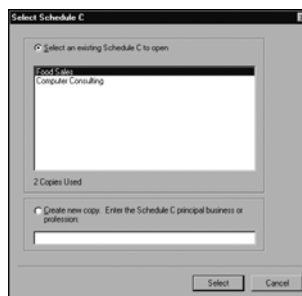 Select Schedule C
Select an existing Schedule C to open
Food Sales
Computer Consulting
2 Copies Used
Create new copy. Enter the Schedule C principal business or
profession:
Select
Cancel